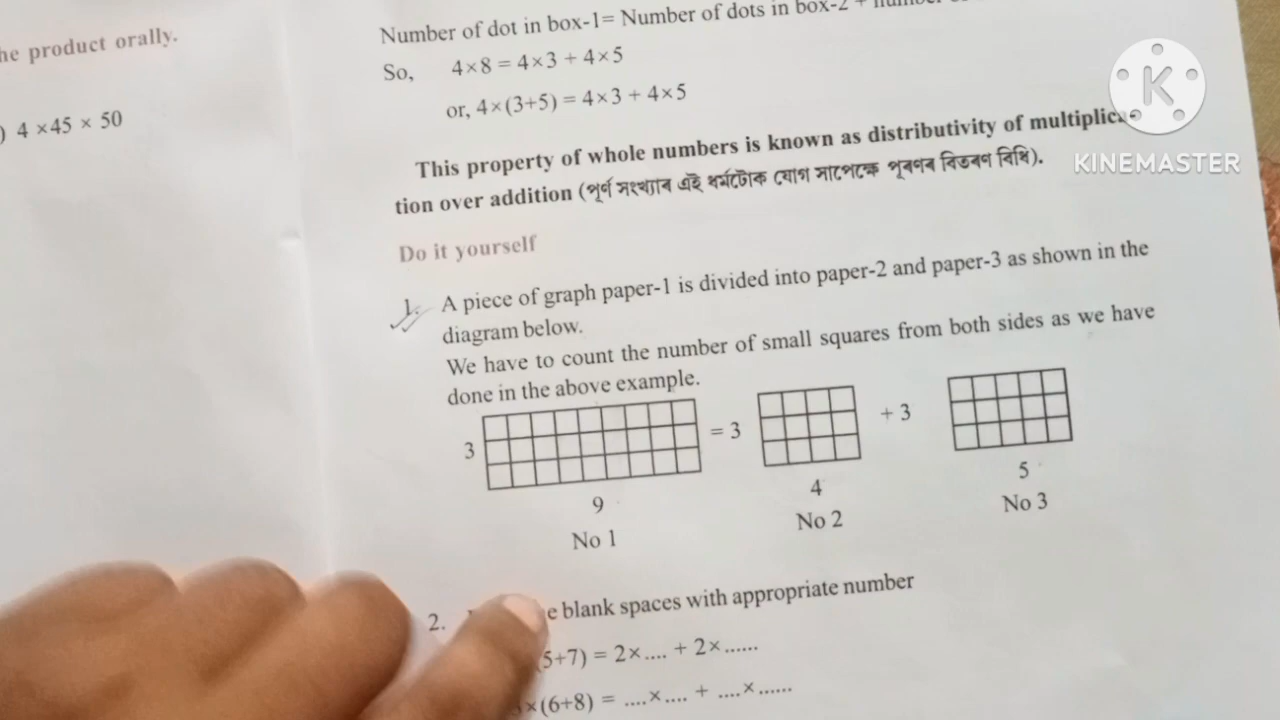 he product orally.
) 4 ×45 × 50
Number of dot in box-1= Number of dots in box-2 +
So, 4×8 = 4×3 + 4×5
or, 4×(3+5) = 4×3 + 4×5
This property of whole numbers is known as distributivity of multiplica-
tion over addition (পূৰ্ণ সংখ্যাৰ এই ধৰ্মটোক যোগ সাপেক্ষে পূৰণৰ বিতৰণ বিধি).
KINEMASTER
Do it yourself
1. A piece of graph paper-1 is divided into paper-2 and paper-3 as shown in the
diagram below.
We have to count the number of small squares from both sides as we have
done in the above example.
3 = 3 + 3
9 4 5
No 1 No 2 No 3
2. blank spaces with appropriate number
(5+7) = 2×.... + 2×......
×(6+8) = ....×.... + ....×......